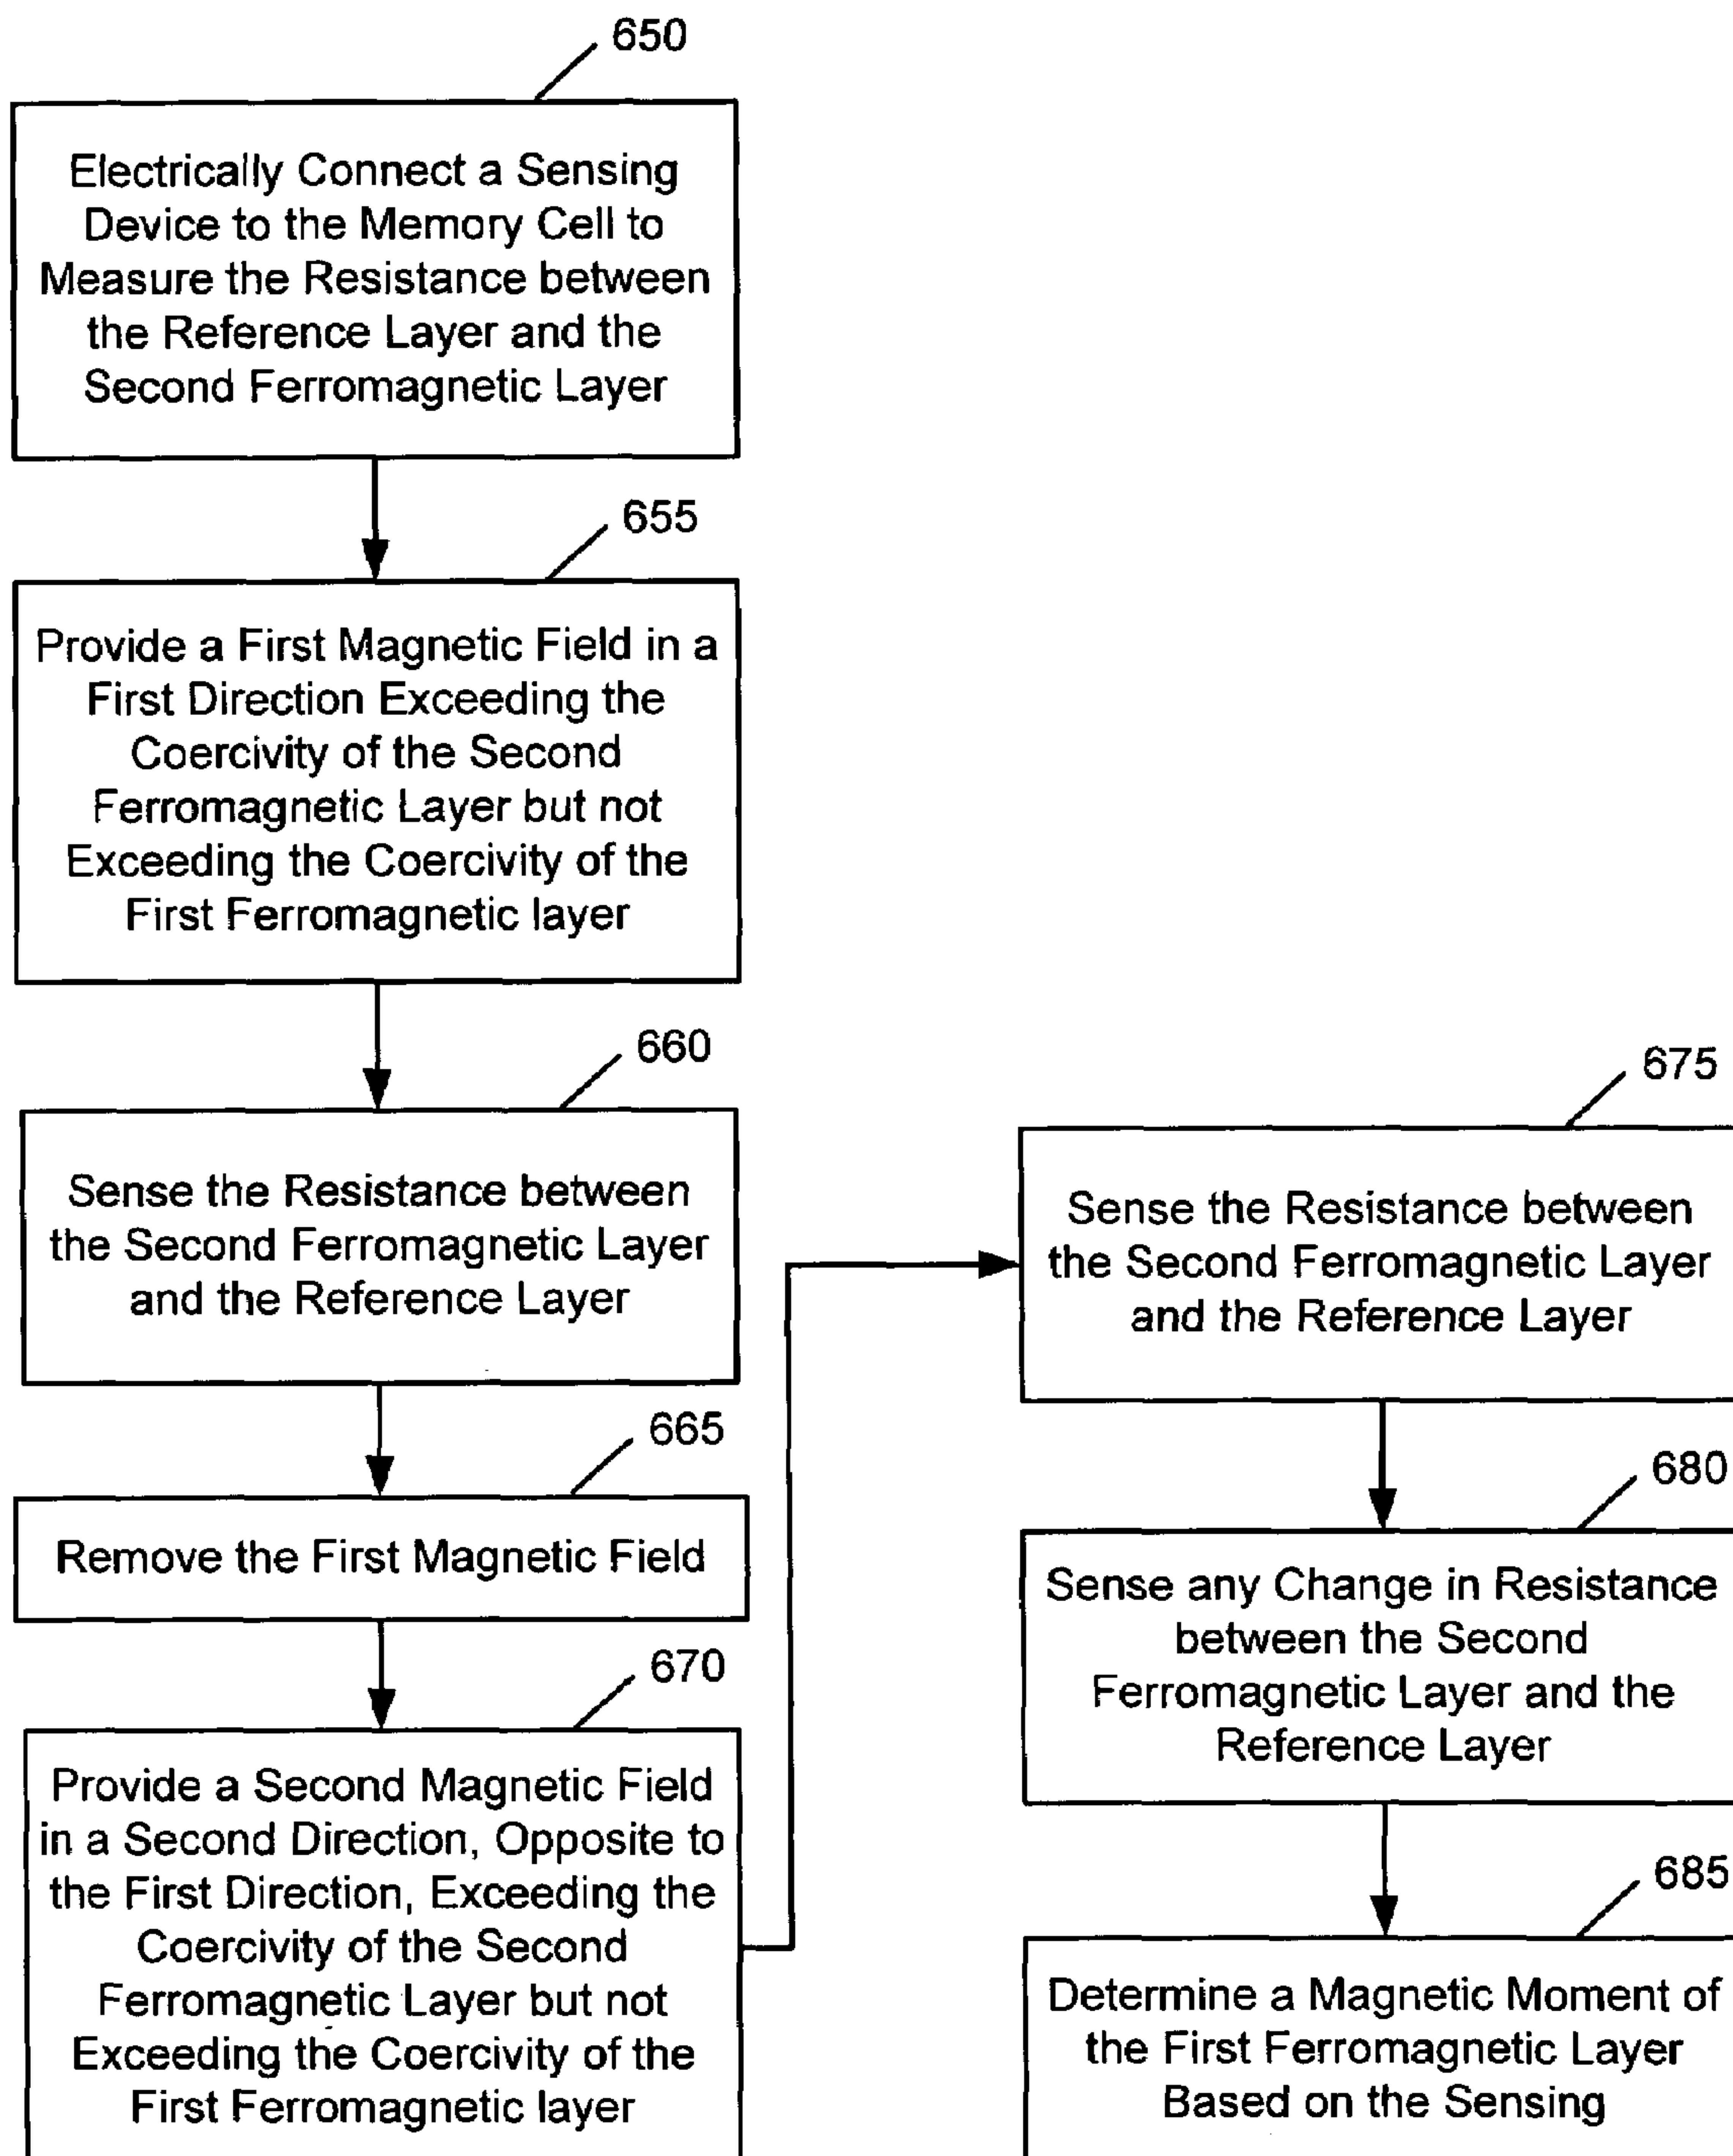 650
Electrically Connect a Sensing
Device to the Memory Cell to
Measure the Resistance between
the Reference Layer and the
Second Ferromagnetic Layer
655
Provide a First Magnetic Field in a
First Direction Exceeding the
Coercivity of the Second
Ferromagnetic Layer but not
Exceeding the Coercivity of the
First Ferromagnetic layer
660
Sense the Resistance between
the Second Ferromagnetic Layer
and the Reference Layer
665
Remove the First Magnetic Field
670
Provide a Second Magnetic Field
in a Second Direction, Opposite to
the First Direction, Exceeding the
Coercivity of the Second
Ferromagnetic Layer but not
Exceeding the Coercivity of the
First Ferromagnetic layer
675
Sense the Resistance between
the Second Ferromagnetic Layer
and the Reference Layer
680
Sense any Change in Resistance
between the Second
Ferromagnetic Layer and the
Reference Layer
685
Determine a Magnetic Moment of
the First Ferromagnetic Layer
Based on the Sensing